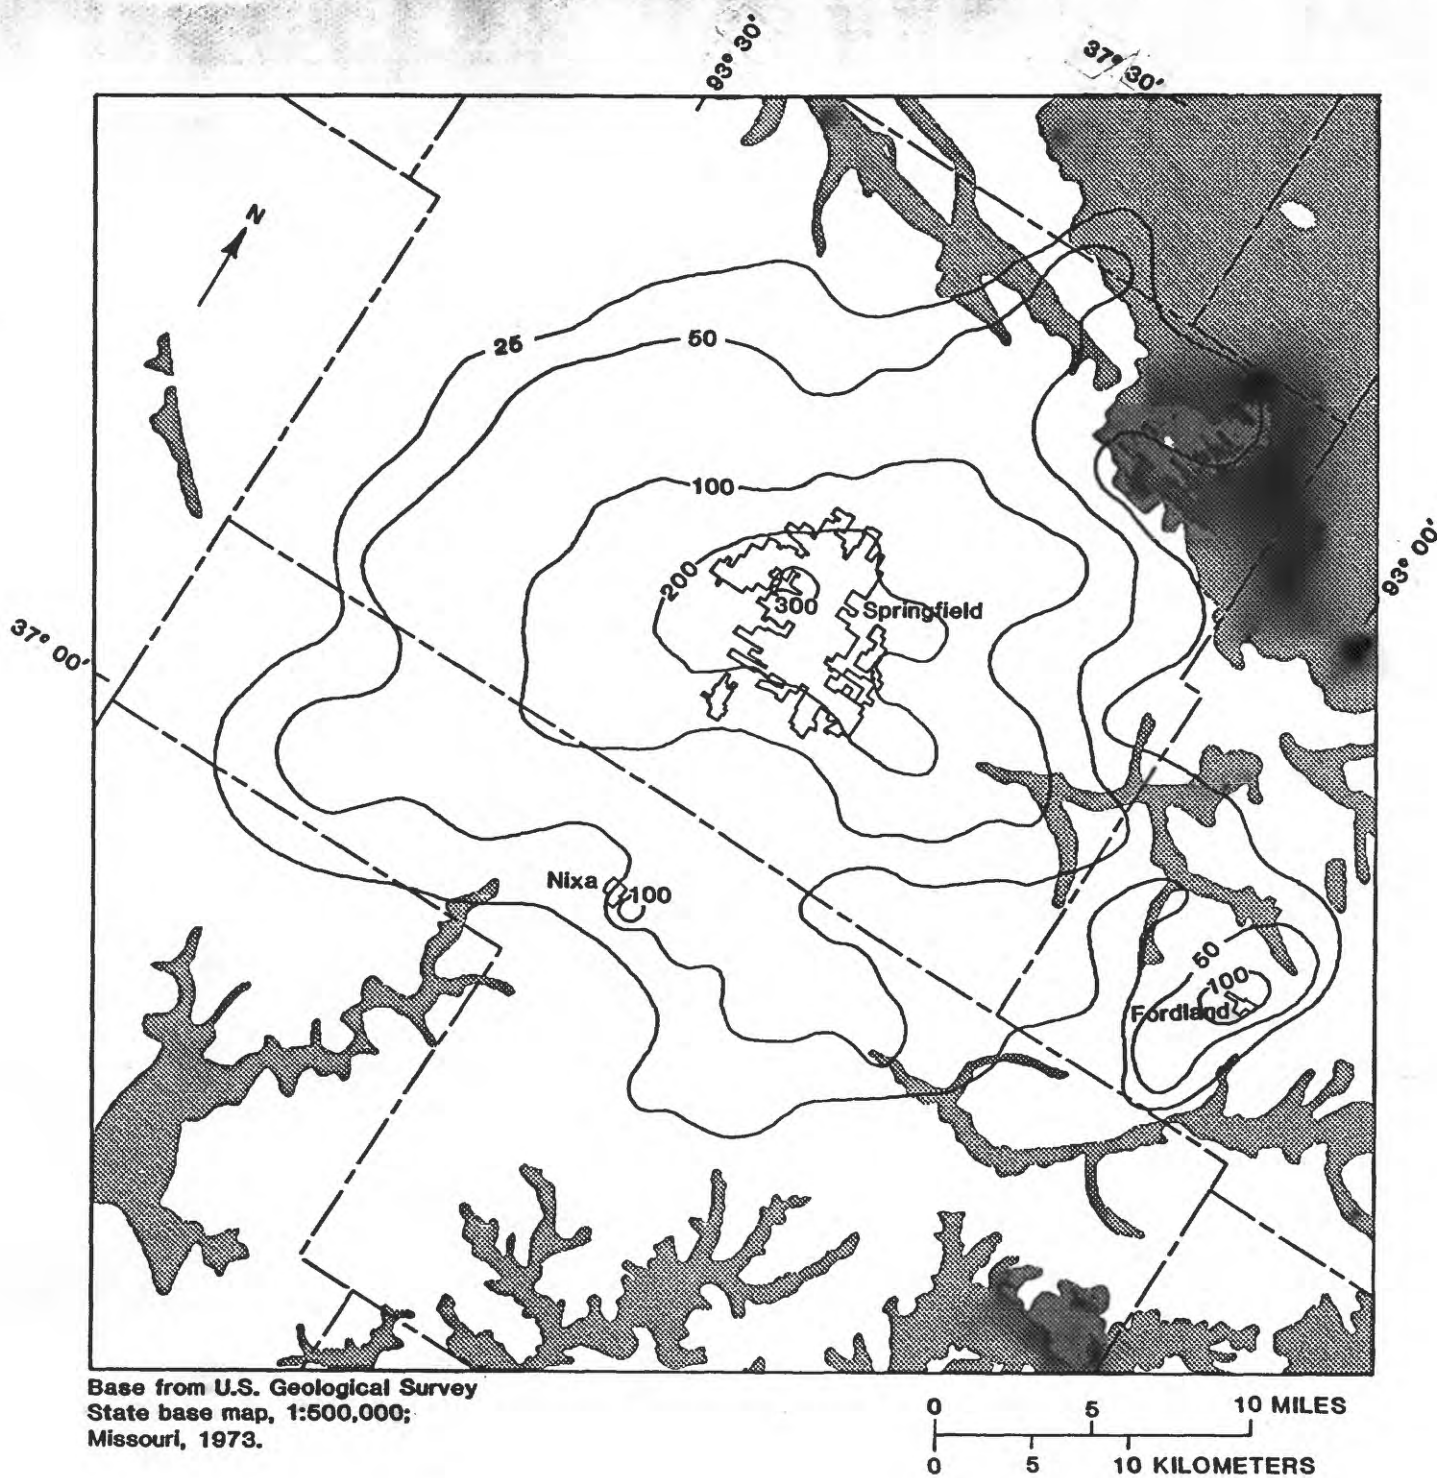 93° 30'
37° 30'
N
25
50
100
200
300
Springfield
93° 00'
37° 00'
Nixa
100
50
100
Fordland
Base from U.S. Geological Survey
State base map, 1:500,000;
Missouri, 1973.
0 5 10 MILES
0 5 10 KILOMETERS